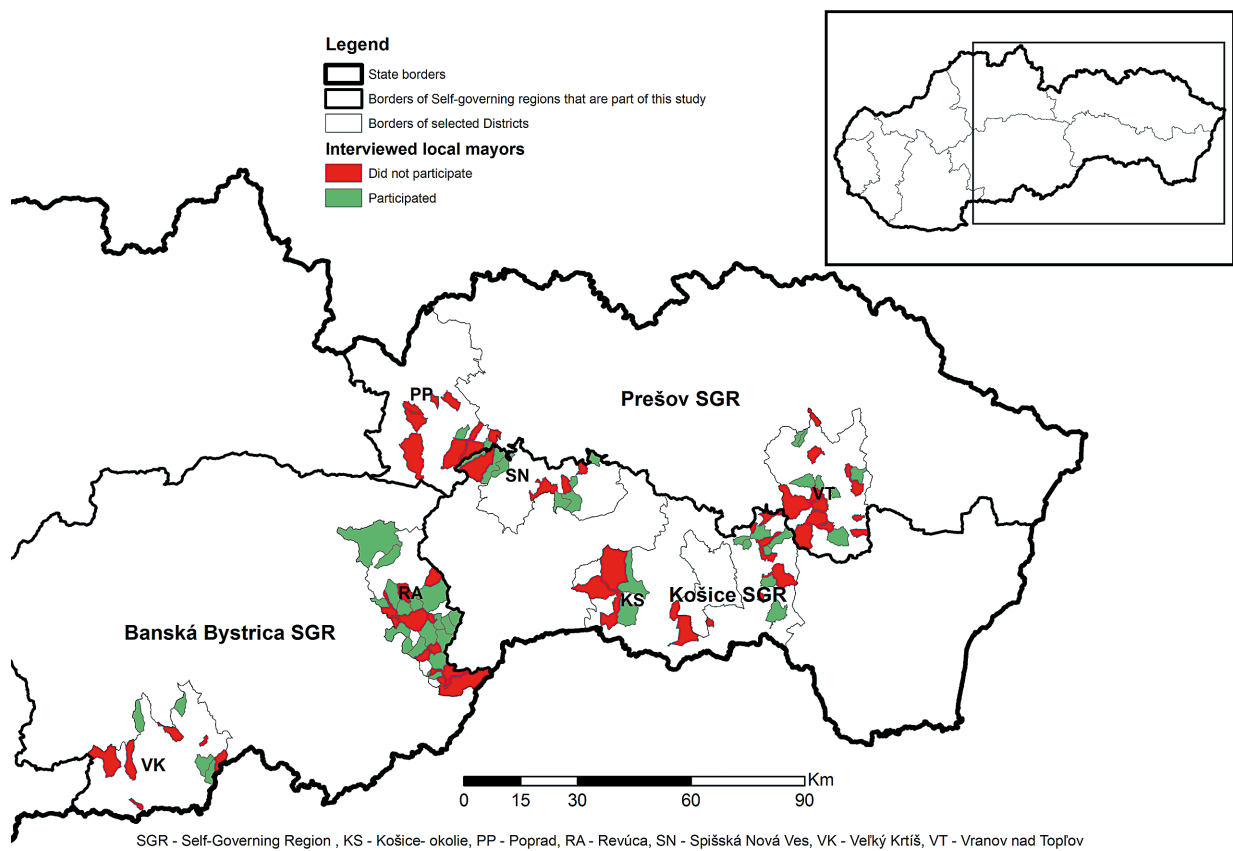 Legend
State borders
Borders of Self-governing regions that are part of this study
Borders of selected Districts
Interviewed local mayors
Did not participate
Participated
PP
Prešov SGR
SN
VT
RA
KS
Košice SGR
Banská Bystrica SGR
VK
Km
0 15 30 60 90
SGR - Self-Governing Region , KS - Košice- okolie, PP - Poprad, RA - Revúca, SN - Spišská Nová Ves, VK - Veľký Krtíš, VT - Vranov nad Topľov